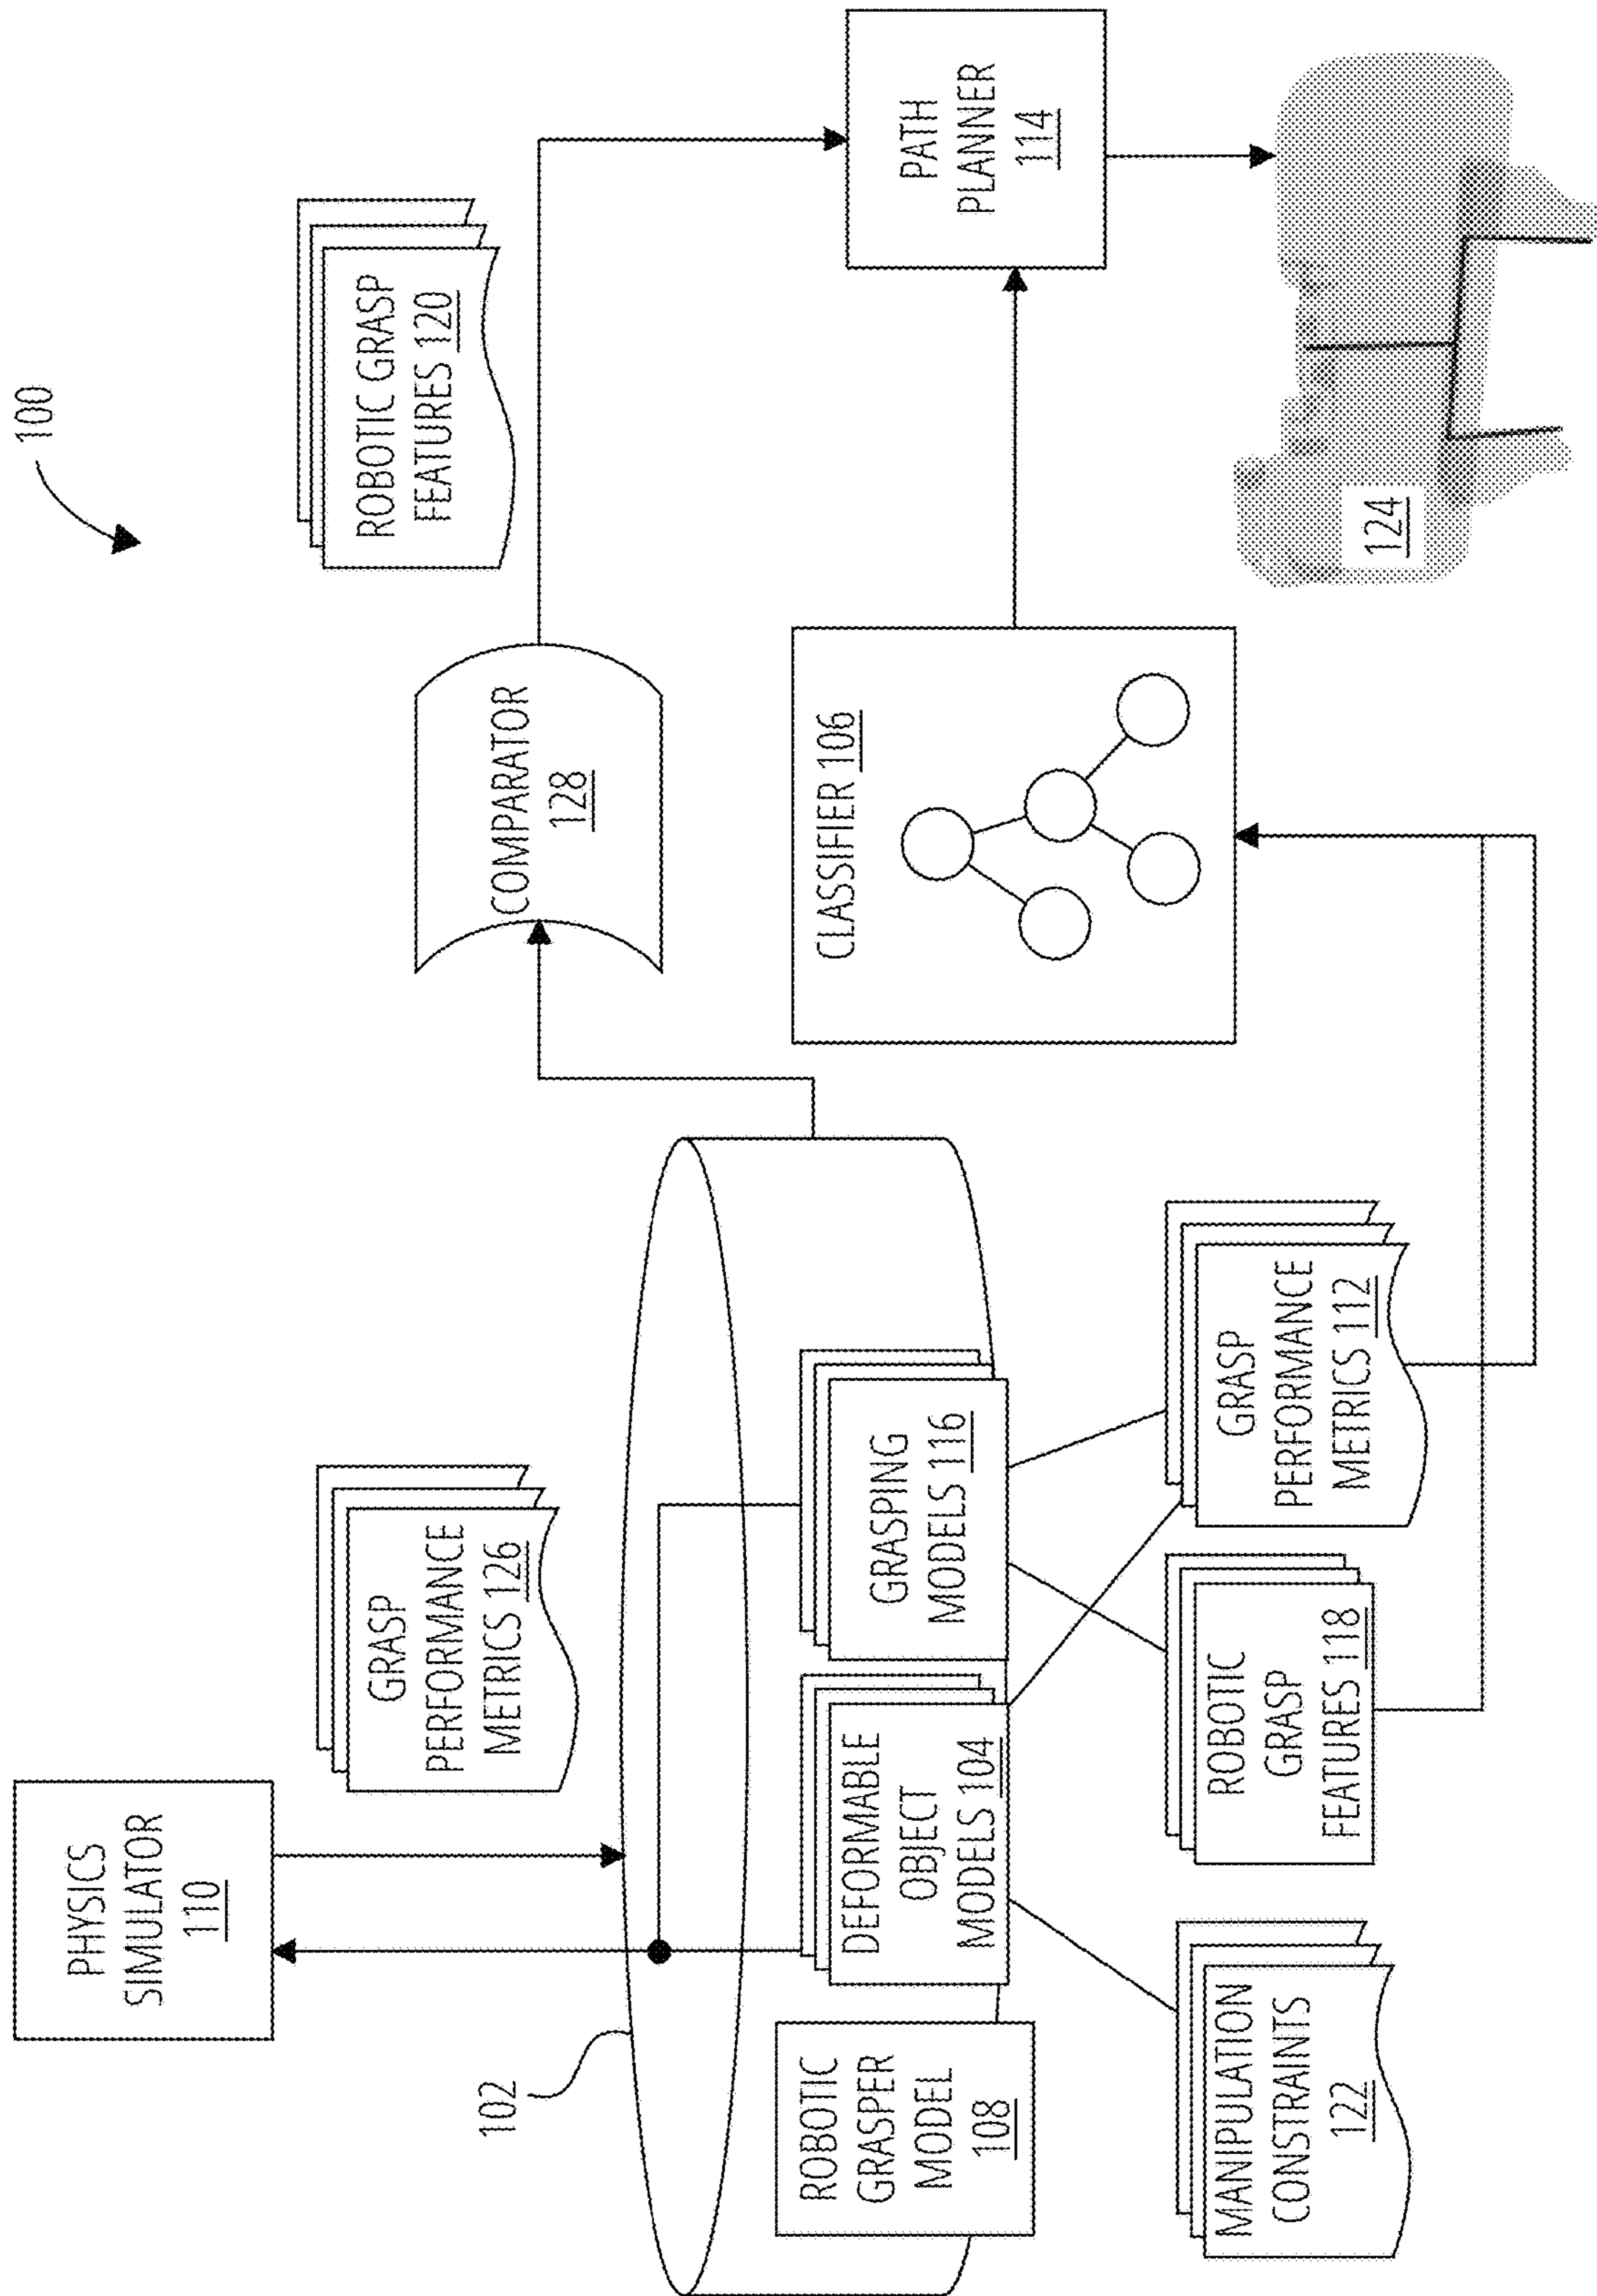 100
PHYSICS
SIMULATOR
110
GRASP
PERFORMANCE
METRICS 126
ROBOTIC GRASP
FEATURES 120
102
COMPARATOR
128
ROBOTIC
GRASPER
MODEL
108
DEFORMABLE
OBJECT
MODELS 104
GRASPING
MODELS 116
CLASSIFIER 106
PATH
PLANNER
114
MANIPULATION
CONSTRAINTS
122
ROBOTIC
GRASP
FEATURES 118
GRASP
PERFORMANCE
METRICS 112
124